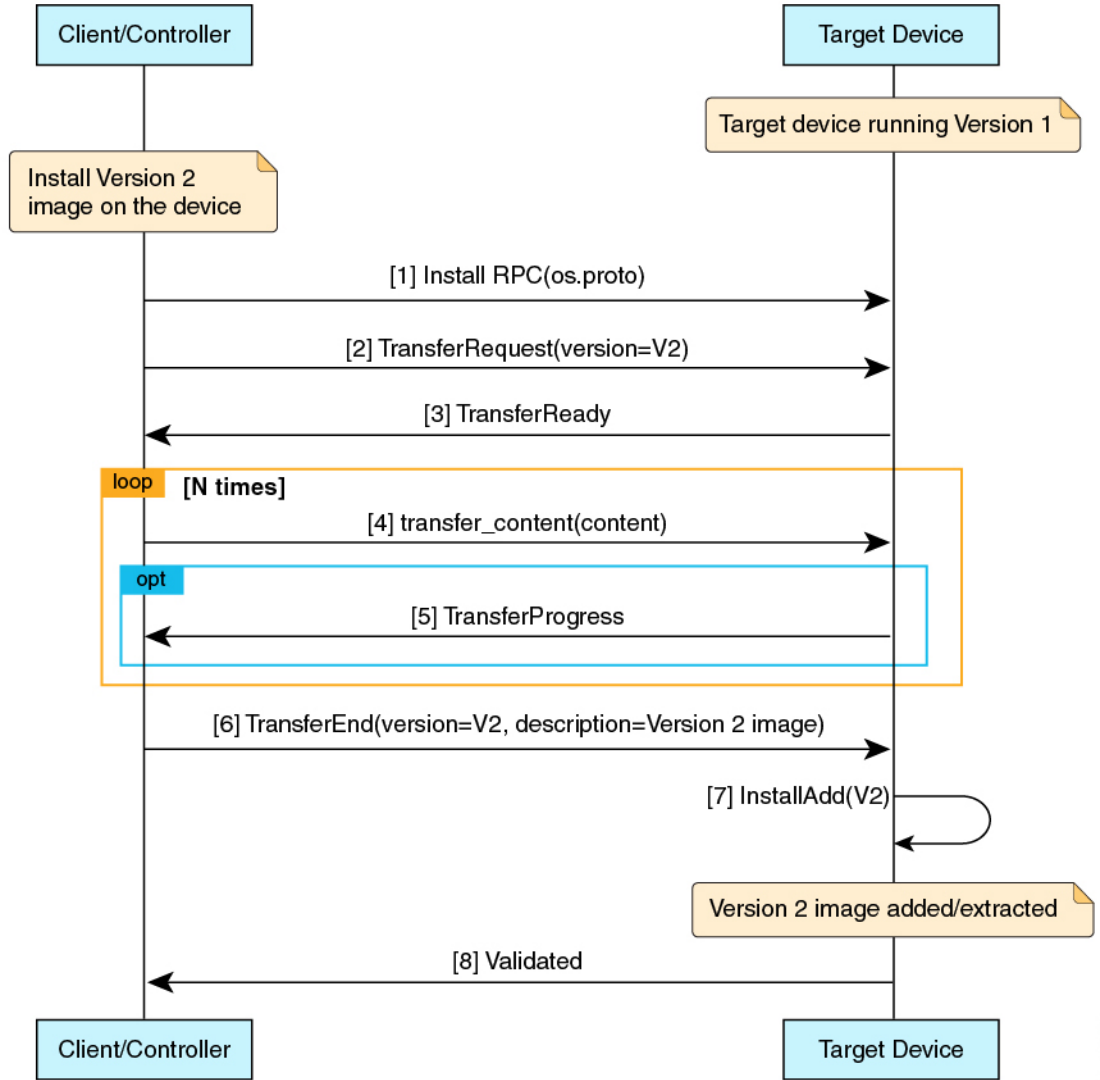 Client/Controller
Target Device
Target device running Version 1
Install Version 2
image on the device
[1] Install RPC(os.proto)
[2] TransferRequest(version=V2)
[3] TransferReady
loop
[N times]
[4] transfer_content(content)
opt
[5] TransferProgress
[6] TransferEnd(version=V2, description=Version 2 image)
[7] InstallAdd(V2)
Version 2 image added/extracted
[8] Validated
Client/Controller
Target Device